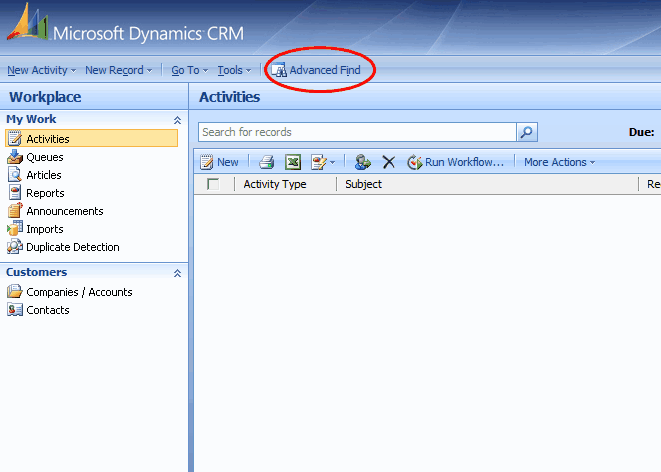 Microsoft Dynamics CRM
New Activity New Record Go To Tools Advanced Find
Workplace
Activities
My Work
Activities
Queues
Articles
Reports
Announcements
Imports
Duplicate Detection
Customers
Companies / Accounts
Contacts
Search for records
Due:
New Run Workflow... More Actions
Activity Type Subject Re